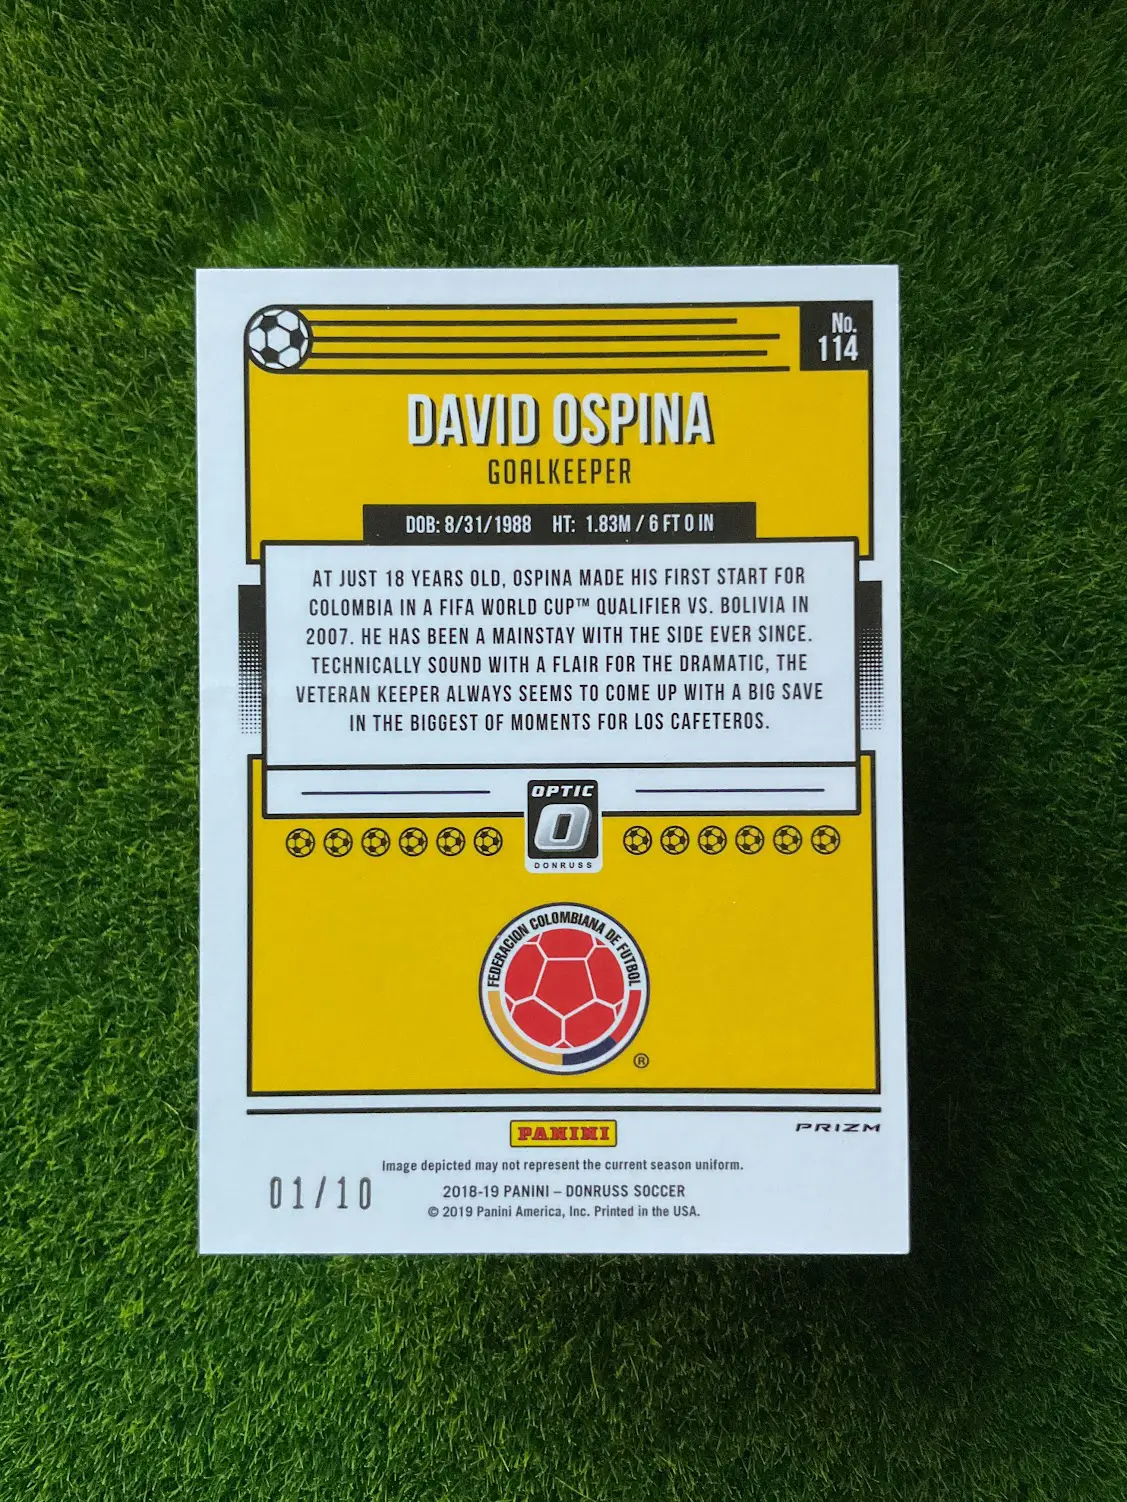 No.
114
DAVID OSPINA
GOALKEEPER
DOB: 8/31/1988 HT: 1.83M / 6 FT 0 IN
AT JUST 18 YEARS OLD, OSPINA MADE HIS FIRST START FOR
COLOMBIA IN A FIFA WORLD CUP™ QUALIFIER VS. BOLIVIA IN
2007. HE HAS BEEN A MAINSTAY WITH THE SIDE EVER SINCE.
TECHNICALLY SOUND WITH A FLAIR FOR THE DRAMATIC, THE
VETERAN KEEPER ALWAYS SEEMS TO COME UP WITH A BIG SAVE
IN THE BIGGEST OF MOMENTS FOR LOS CAFETEROS.
OPTIC
O
DONRUSS
FEDERACION COLOMBIANA DE FUTBOL
®
PANINI
PRIZM
Image depicted may not represent the current season uniform.
01/10
2018-19 PANINI – DONRUSS SOCCER
© 2019 Panini America, Inc. Printed in the USA.